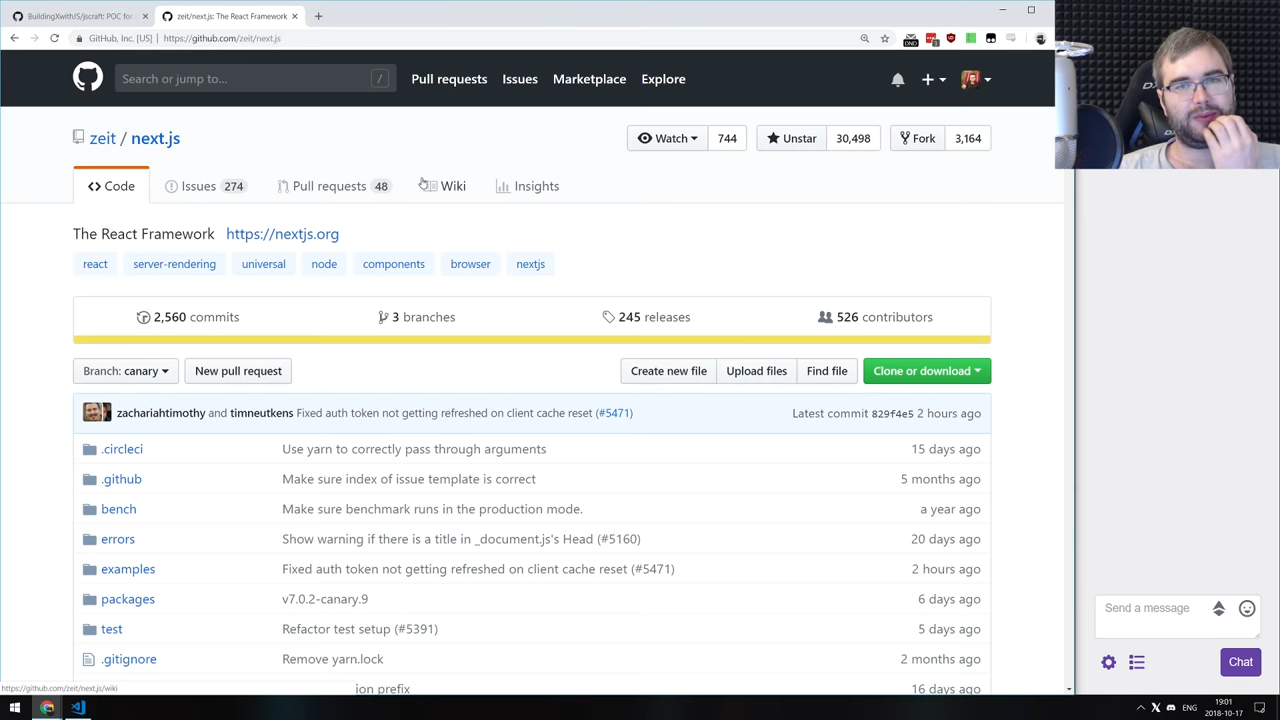 BuildingXwithJS/jscraft: POC for
zeit/next.js: The React Framework
GitHub, Inc. [US] | https://github.com/zeit/next.js
Search or jump to... /
Pull requests Issues Marketplace Explore
zeit / next.js
Watch 744
Unstar 30,498
Fork 3,164
Code
Issues 274
Pull requests 48
Wiki
Insights
The React Framework https://nextjs.org
react server-rendering universal node components browser nextjs
2,560 commits
3 branches
245 releases
526 contributors
Branch: canary
New pull request
Create new file
Upload files
Find file
Clone or download
zachariahtimothy and timneutkens Fixed auth token not getting refreshed on client cache reset (#5471)
Latest commit 829f4e5 2 hours ago
.circleci Use yarn to correctly pass through arguments 15 days ago
.github Make sure index of issue template is correct 5 months ago
bench Make sure benchmark runs in the production mode. a year ago
errors Show warning if there is a title in _document.js's Head (#5160) 20 days ago
examples Fixed auth token not getting refreshed on client cache reset (#5471) 2 hours ago
packages v7.0.2-canary.9 6 days ago
test Refactor test setup (#5391) 5 days ago
.gitignore Remove yarn.lock 2 months ago
ion prefix 16 days ago
https://github.com/zeit/next.js/wiki
Send a message
Chat
ENG
19:01
2018-10-17